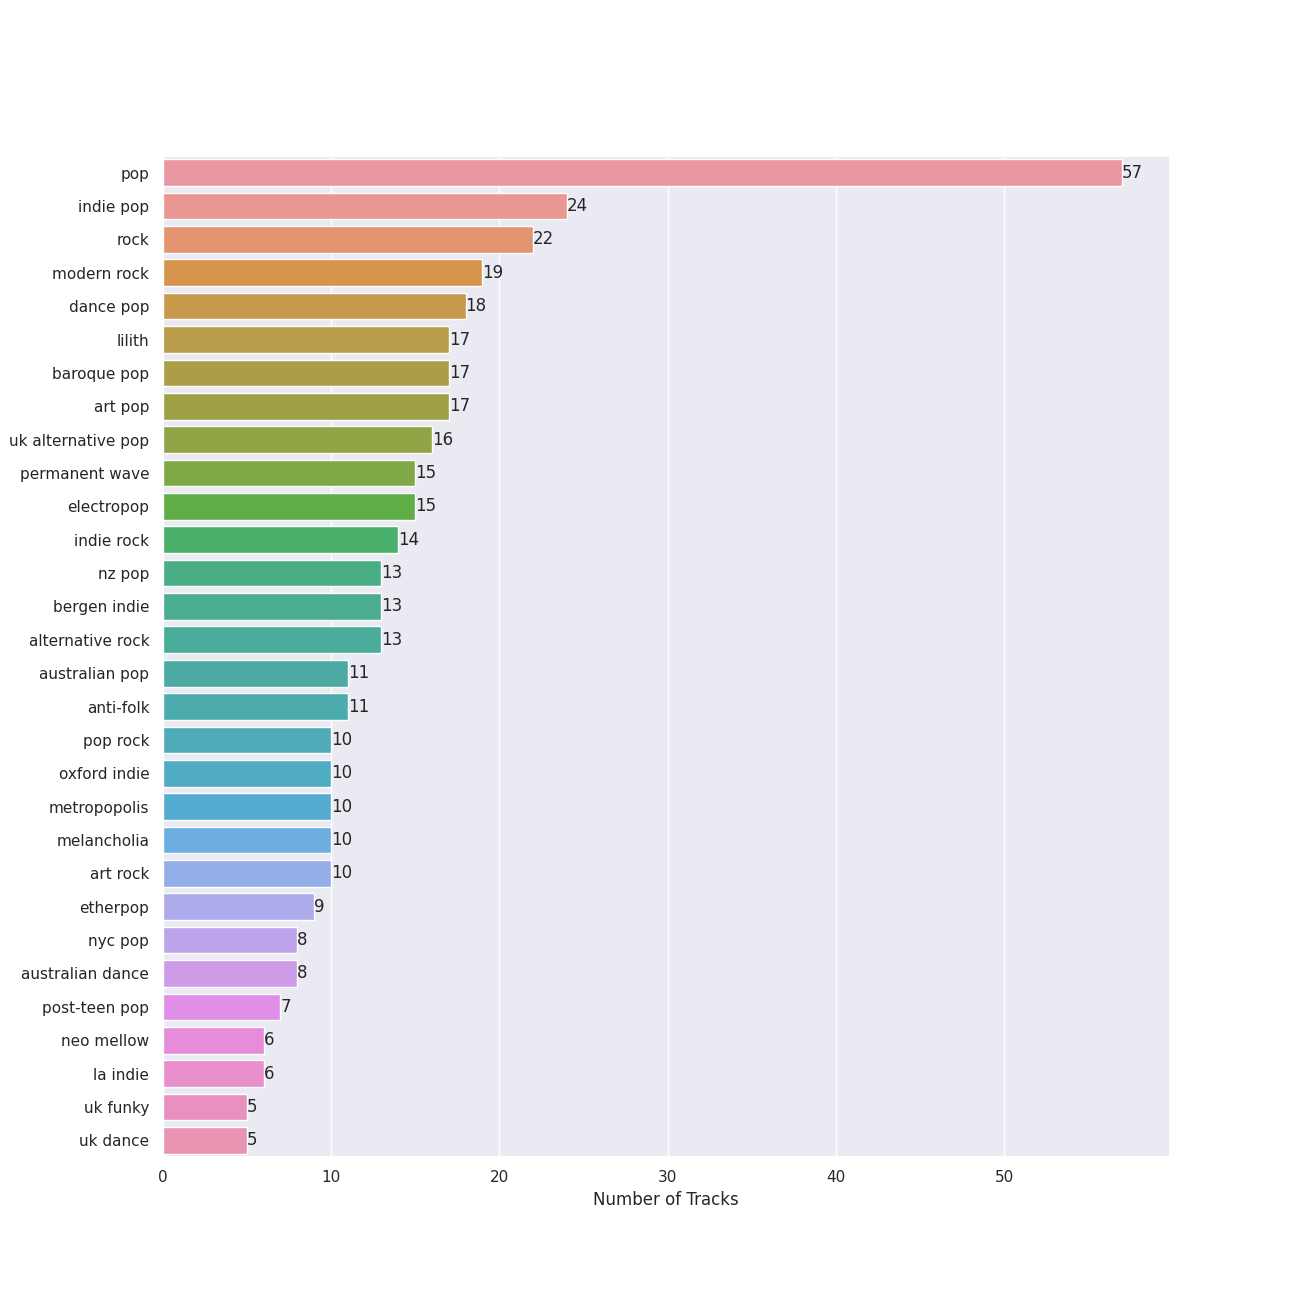 pop 57
indie pop 24
rock 22
modern rock 19
dance pop 18
lilith 17
baroque pop 17
art pop 17
uk alternative pop 16
permanent wave 15
electropop 15
indie rock 14
nz pop 13
bergen indie 13
alternative rock 13
australian pop 11
anti-folk 11
pop rock 10
oxford indie 10
metropopolis 10
melancholia 10
art rock 10
etherpop 9
nyc pop 8
australian dance 8
post-teen pop 7
neo mellow 6
la indie 6
uk funky 5
uk dance 5
0 10 20 30 40 50
Number of Tracks